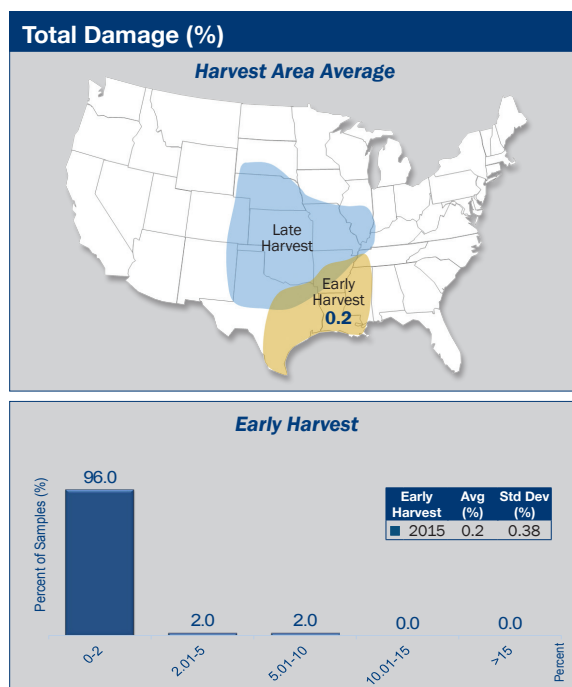 Total Damage (%)
Harvest Area Average
Late
Harvest
Early
Harvest
0.2
Early Harvest
Percent of Samples (%)
96.0
2.0
2.0
0.0
0.0
Early Avg Std Dev
Harvest (%) (%)
2015 0.2 0.38
0-2
2.01-5
5.01-10
10.01-15
>15
Percent